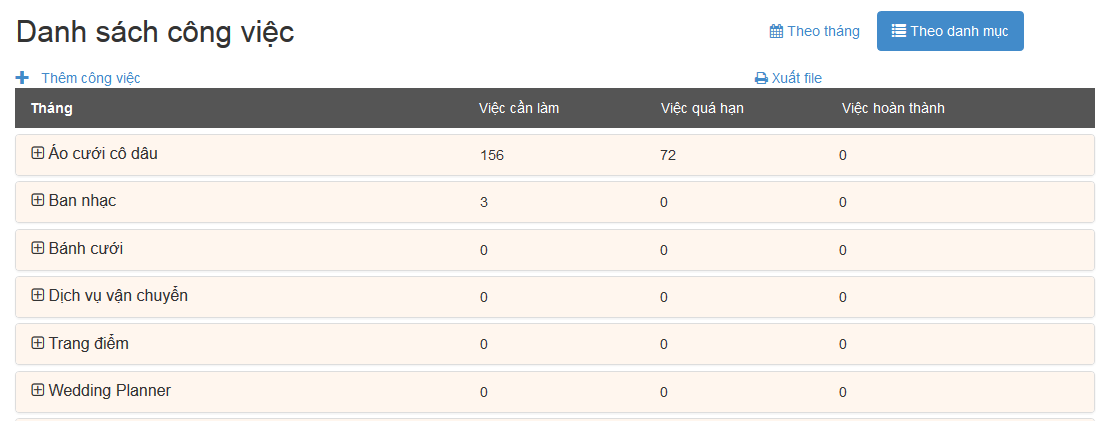 Danh sách công việc
Theo tháng
Theo danh mục
Thêm công việc
Xuất file
Tháng Việc cần làm Việc quá hạn Việc hoàn thành
Áo cưới cô dâu 156 72 0
Ban nhạc 3 0 0
Bánh cưới 0 0 0
Dịch vụ vận chuyển 0 0 0
Trang điểm 0 0 0
Wedding Planner 0 0 0